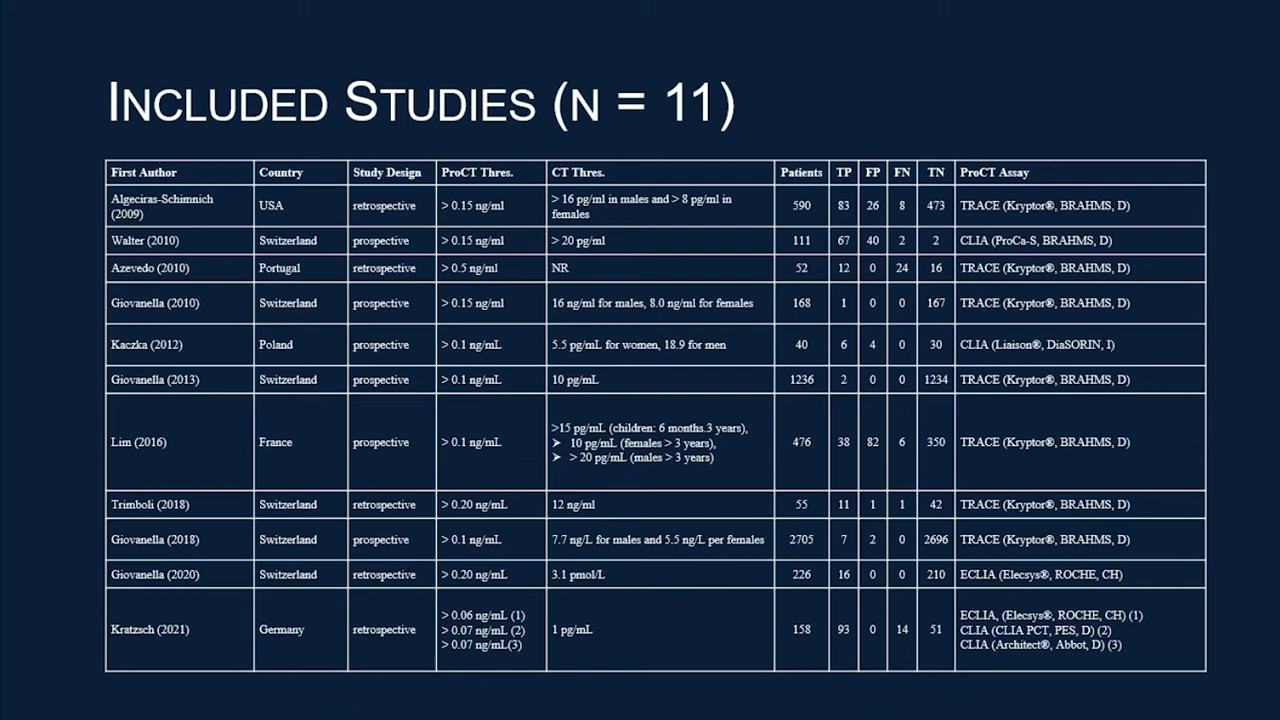 INCLUDED STUDIES (N = 11)
First Author Country Study Design ProCT Thres. CT Thres. Patients TP FP FN TN ProCT Assay
Algeciras-Schimnich (2009) USA retrospective > 0.15 ng/ml > 16 pg/ml in males and > 8 pg/ml in females 590 83 26 8 473 TRACE (Kryptor®, BRAHMS, D)
Walter (2010) Switzerland prospective > 0.15 ng/ml > 20 pg/ml 111 67 40 2 2 CLIA (ProCa-S, BRAHMS, D)
Azevedo (2010) Portugal retrospective > 0.5 ng/ml NR 52 12 0 24 16 TRACE (Kryptor®, BRAHMS, D)
Giovanella (2010) Switzerland prospective > 0.15 ng/ml 16 ng/ml for males, 8.0 ng/ml for females 168 1 0 0 167 TRACE (Kryptor®, BRAHMS, D)
Kaczka (2012) Poland prospective > 0.1 ng/mL 5.5 pg/mL for women, 18.9 for men 40 6 4 0 30 CLIA (Liaison®, DiaSORIN, I)
Giovanella (2013) Switzerland prospective > 0.1 ng/mL 10 pg/mL 1236 2 0 0 1234 TRACE (Kryptor®, BRAHMS, D)
Lim (2016) France prospective > 0.1 ng/mL >15 pg/mL (children: 6 months.3 years),
➢ 10 pg/mL (females > 3 years),
➢ > 20 pg/mL (males > 3 years) 476 38 82 6 350 TRACE (Kryptor®, BRAHMS, D)
Trimboli (2018) Switzerland retrospective > 0.20 ng/mL 12 ng/ml 55 11 1 1 42 TRACE (Kryptor®, BRAHMS, D)
Giovanella (2018) Switzerland prospective > 0.1 ng/mL 7.7 ng/L for males and 5.5 ng/L per females 2705 7 2 0 2696 TRACE (Kryptor®, BRAHMS, D)
Giovanella (2020) Switzerland retrospective > 0.20 ng/mL 3.1 pmol/L 226 16 0 0 210 ECLIA (Elecsys®, ROCHE, CH)
Kratzsch (2021) Germany retrospective > 0.06 ng/mL (1)
> 0.07 ng/mL (2)
> 0.07 ng/mL(3) 1 pg/mL 158 93 0 14 51 ECLIA, (Elecsys®, ROCHE, CH) (1)
CLIA (CLIA PCT, PES, D) (2)
CLIA (Architect®, Abbot, D) (3)